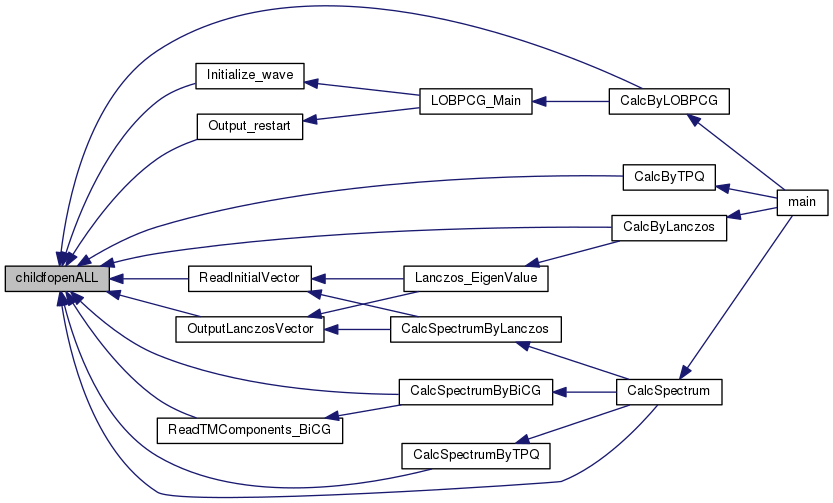 Initialize_wave
CalcByLOBPCG
LOBPCG_Main
Output_restart
CalcByTPQ
main
CalcByLanczos
childfopenALL
ReadInitialVector
Lanczos_EigenValue
OutputLanczosVector
CalcSpectrumByLanczos
CalcSpectrumByBiCG
CalcSpectrum
ReadTMComponents_BiCG
CalcSpectrumByTPQ